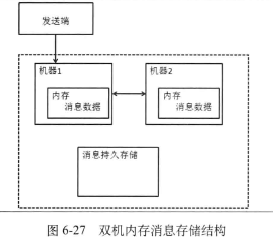 发送端
机器1
机器2
内存
消息数据
内存
消息数据
消息持久存储
图 6-27 双机内存消息存储结构